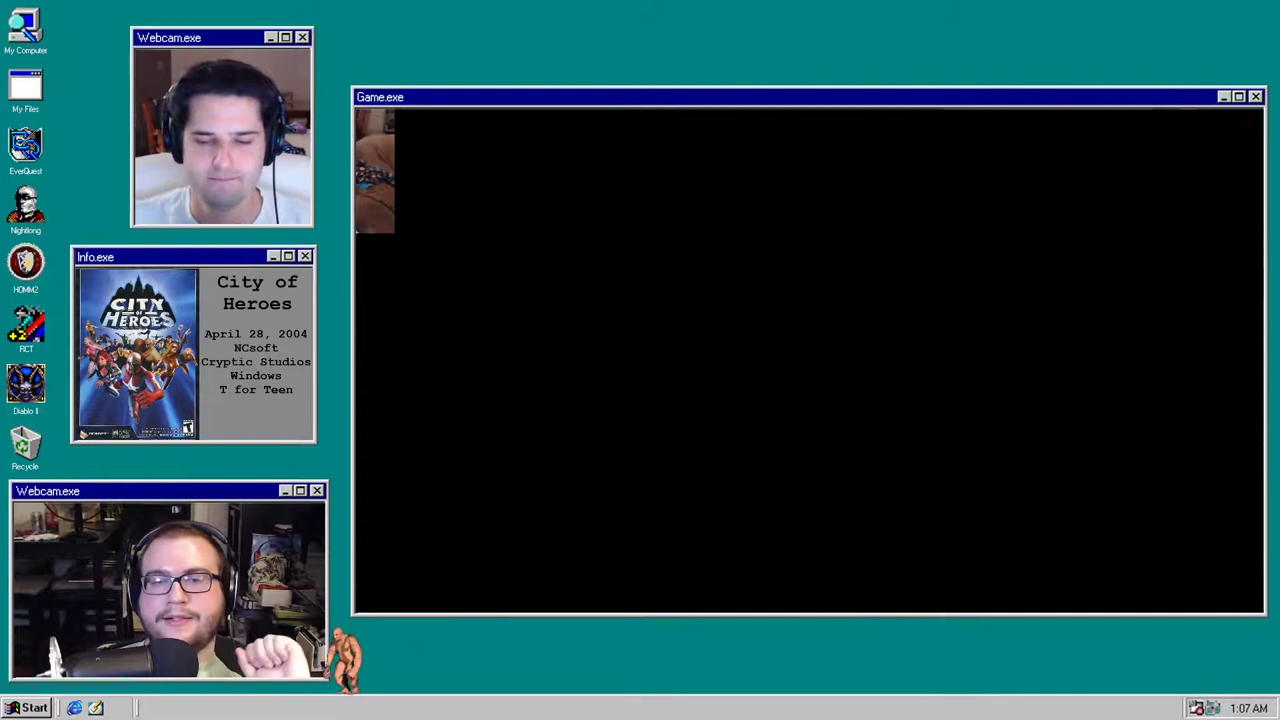 My Computer
My Files
EverQuest
Nightlong
HOMM2
RCT
Diablo II
Recycle
Webcam.exe
Info.exe
CITY
OF
HEROES
T
City of
Heroes
April 28, 2004
NCsoft
Cryptic Studios
Windows
T for Teen
Webcam.exe
Game.exe
Start
1:07 AM